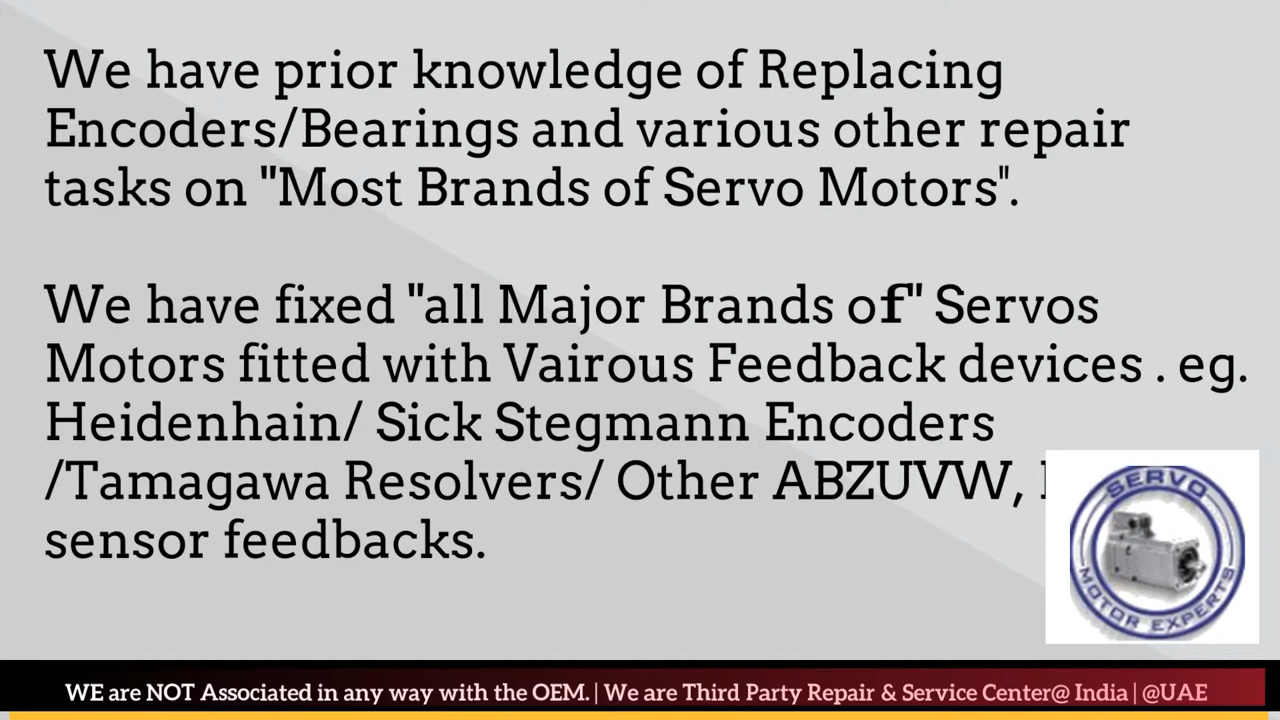 We have prior knowledge of Replacing
Encoders/Bearings and various other repair
tasks on "Most Brands of Servo Motors".
We have fixed "all Major Brands of" Servos
Motors fitted with Vairous Feedback devices . eg.
Heidenhain/ Sick Stegmann Encoders
/Tamagawa Resolvers/ Other ABZUVW,
sensor feedbacks.
SERVO
MOTOR EXPERTS
WE are NOT Associated in any way with the OEM. | We are Third Party Repair & Service Center@ India | @UAE